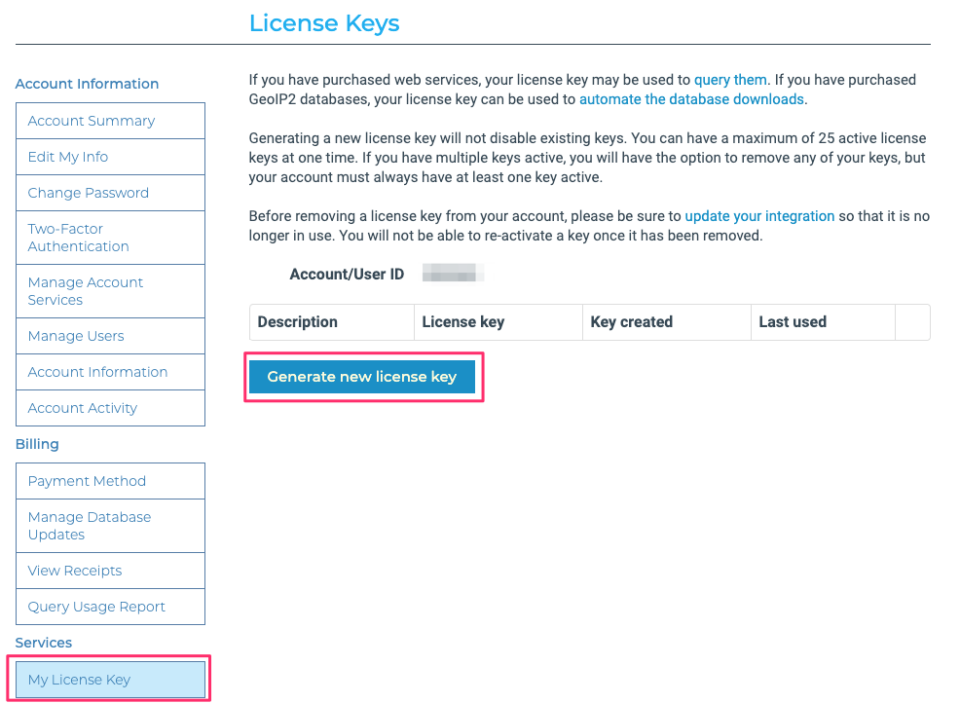 License Keys
Account Information
Account Summary
Edit My Info
Change Password
Two-Factor
Authentication
Manage Account
Services
Manage Users
Account Information
Account Activity
Billing
Payment Method
Manage Database
Updates
View Receipts
Query Usage Report
Services
My License Key
If you have purchased web services, your license key may be used to query them. If you have purchased
GeoIP2 databases, your license key can be used to automate the database downloads.
Generating a new license key will not disable existing keys. You can have a maximum of 25 active license
keys at one time. If you have multiple keys active, you will have the option to remove any of your keys, but
your account must always have at least one key active.
Before removing a license key from your account, please be sure to update your integration so that it is no
longer in use. You will not be able to re-activate a key once it has been removed.
Account/User ID
Description License key Key created Last used
Generate new license key